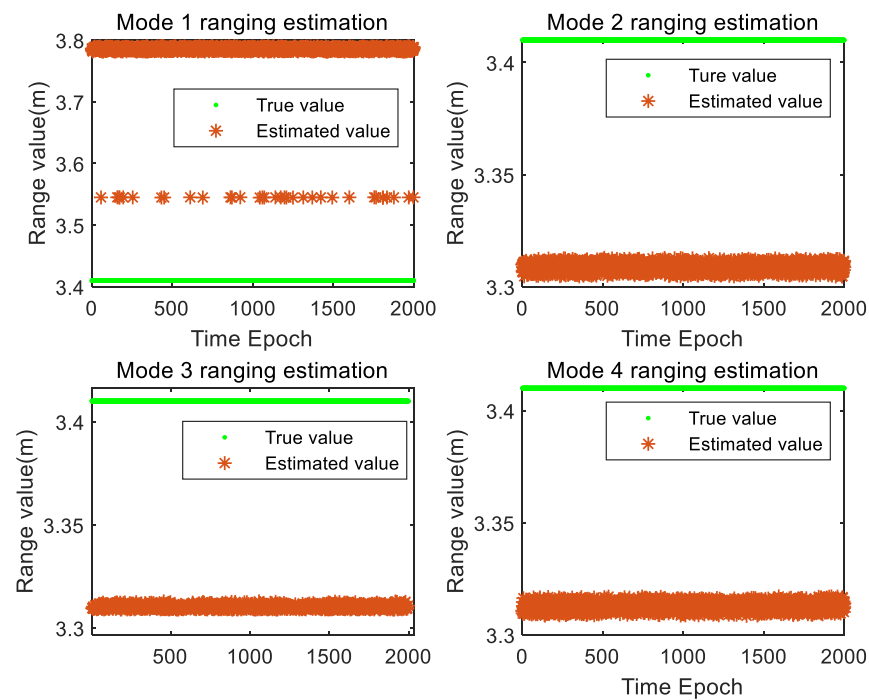 Mode 1 ranging estimation
3.8
3.7
3.6
3.5
3.4
Range value(m)
True value
Estimated value
0
500
1000
1500
2000
Time Epoch
Mode 2 ranging estimation
3.4
3.35
3.3
Range value(m)
Ture value
Estimated value
0
500
1000
1500
2000
Time Epoch
Mode 3 ranging estimation
3.4
3.35
3.3
Range value(m)
True value
Estimated value
500
1000
1500
2000
Mode 4 ranging estimation
3.4
3.35
3.3
Range value(m)
True value
Estimated value
0
500
1000
1500
2000
Time Epoch